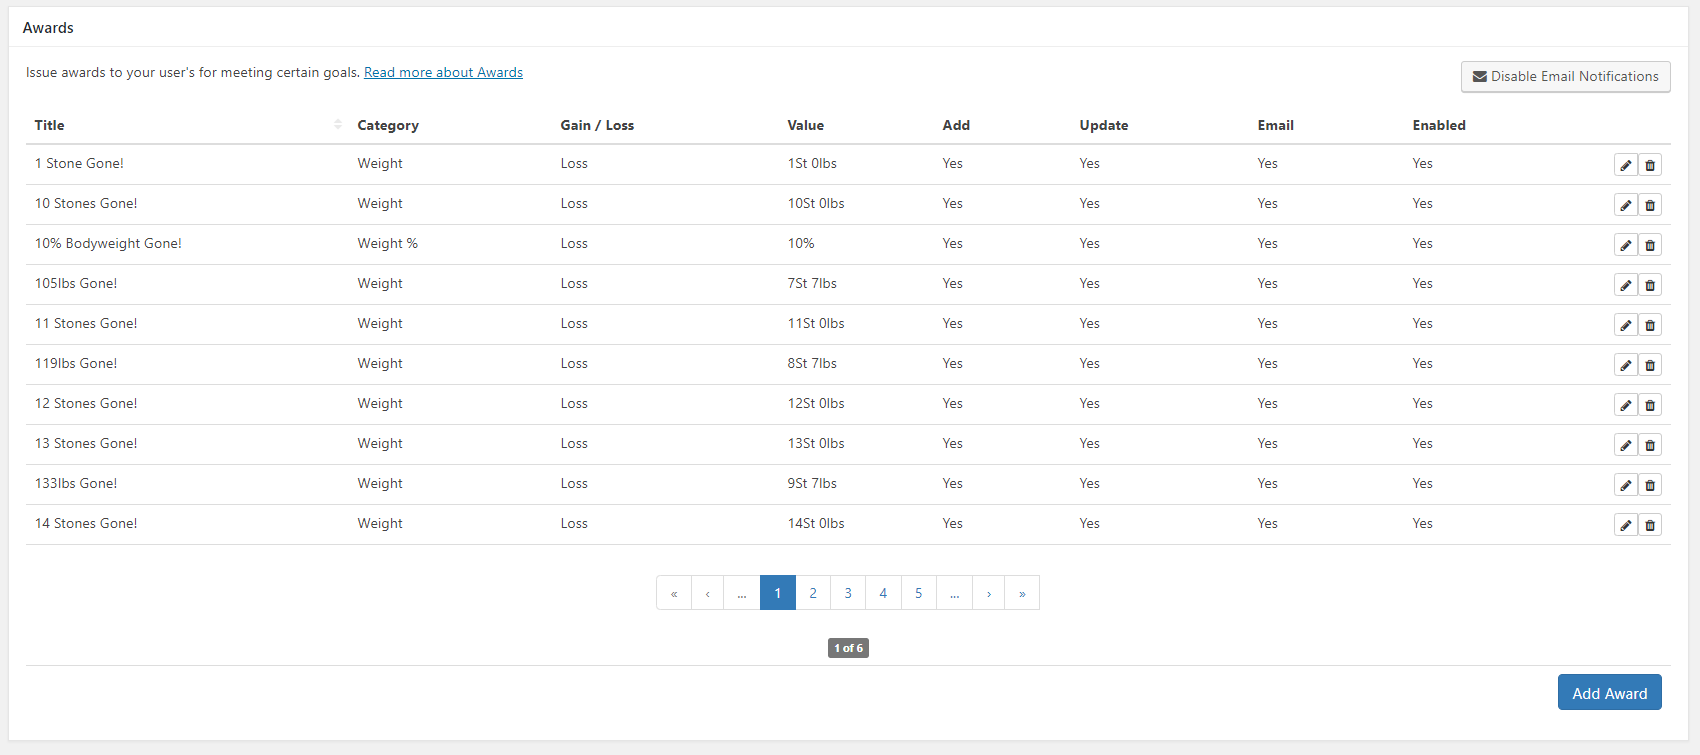 Awards
Issue awards to your user's for meeting certain goals. Read more about Awards
Disable Email Notifications
Title Category Gain / Loss Value Add Update Email Enabled
1 Stone Gone! Weight Loss 1St 0lbs Yes Yes Yes Yes
10 Stones Gone! Weight Loss 10St 0lbs Yes Yes Yes Yes
10% Bodyweight Gone! Weight % Loss 10% Yes Yes Yes Yes
105lbs Gone! Weight Loss 7St 7lbs Yes Yes Yes Yes
11 Stones Gone! Weight Loss 11St 0lbs Yes Yes Yes Yes
119lbs Gone! Weight Loss 8St 7lbs Yes Yes Yes Yes
12 Stones Gone! Weight Loss 12St 0lbs Yes Yes Yes Yes
13 Stones Gone! Weight Loss 13St 0lbs Yes Yes Yes Yes
133lbs Gone! Weight Loss 9St 7lbs Yes Yes Yes Yes
14 Stones Gone! Weight Loss 14St 0lbs Yes Yes Yes Yes
« ‹ ... 1 2 3 4 5 ... › »
1 of 6
Add Award